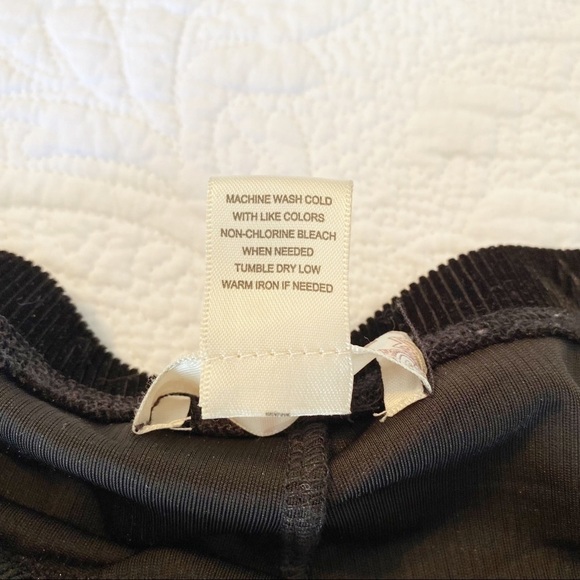 MACHINE WASH COLD
WITH LIKE COLORS
NON-CHLORINE BLEACH
WHEN NEEDED
TUMBLE DRY LOW
WARM IRON IF NEEDED